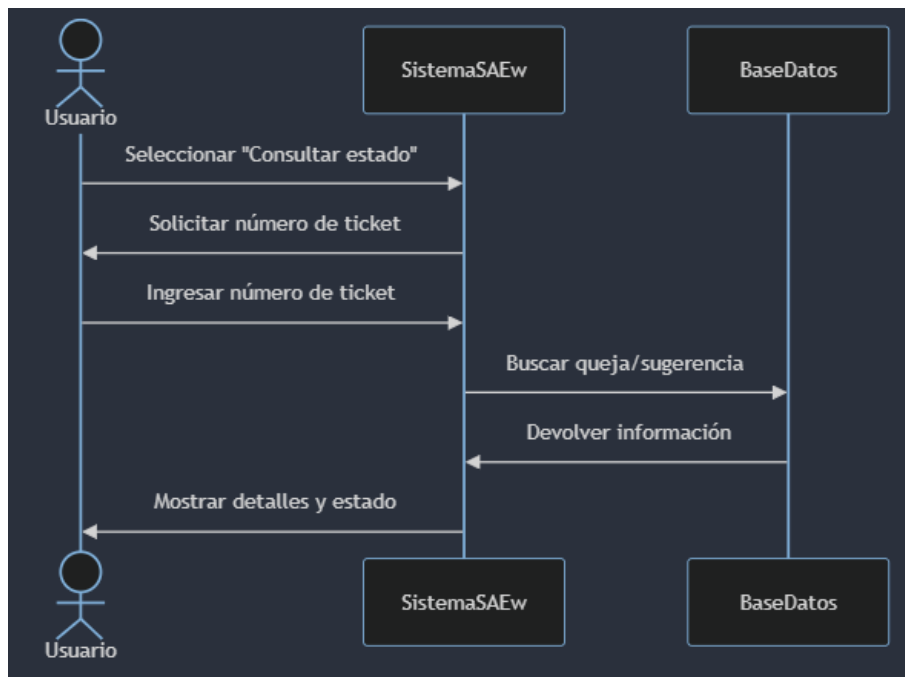 Usuario
SistemaSAEw
BaseDatos
Seleccionar "Consultar estado"
Solicitar número de ticket
Ingresar número de ticket
Buscar queja/sugerencia
Devolver información
Mostrar detalles y estado
Usuario
SistemaSAEw
BaseDatos